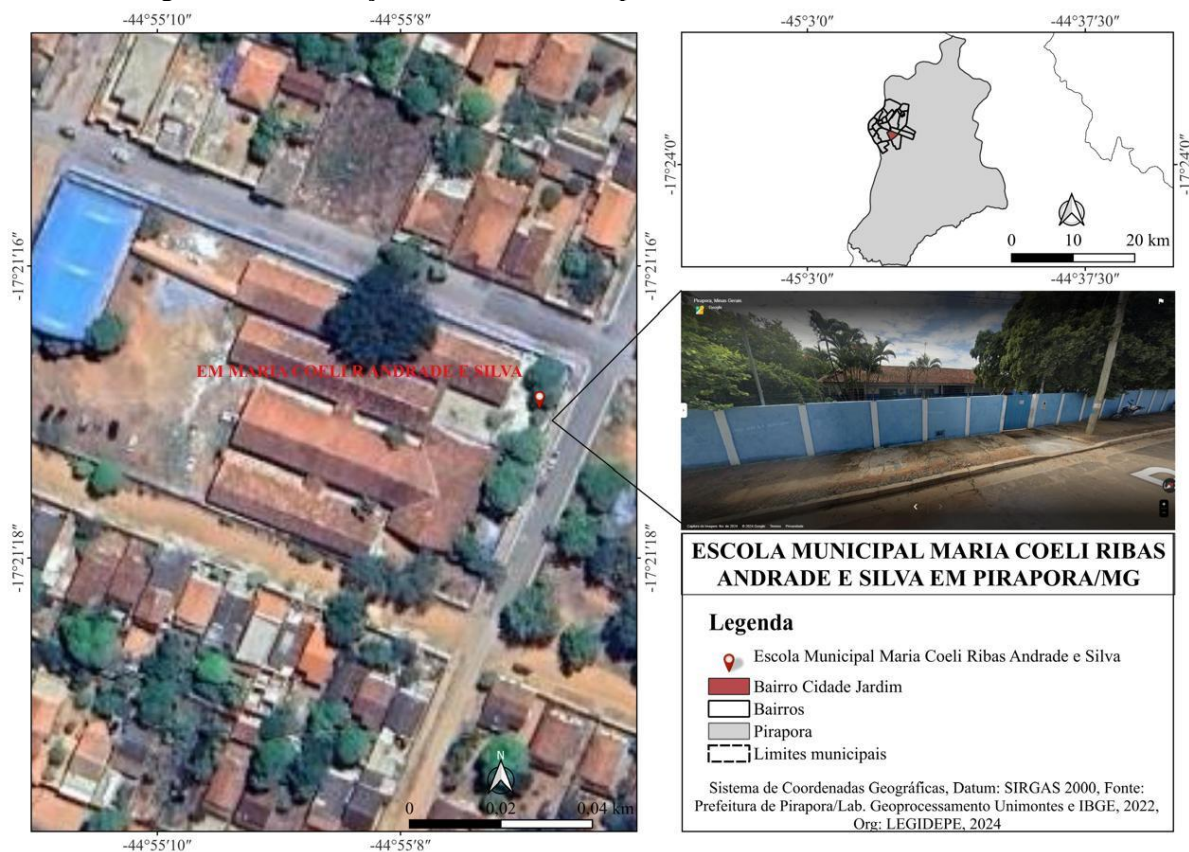 -44°55'10"
-44°55'8"
-17°21'16"
-17°21'18"
EM MARIA COELER ANDRADE E SILVA
N
0
0,02
0,04 km
-17°21'16"
-17°21'18"
-44°55'10"
-44°55'8"
-45°3'0"
-44°37'30"
-17°24'0"
-17°24'0"
0
10
20 km
-45°3'0"
-44°37'30"
Pirapora, Minas Gerais
Google
ESCOLA MUNICIPAL MARIA COELI RIBAS
ANDRADE E SILVA EM PIRAPORA/MG
Legenda
Escola Municipal Maria Coeli Ribas Andrade e Silva
Bairro Cidade Jardim
Bairros
Pirapora
Limites municipais
Sistema de Coordenadas Geográficas, Datum: SIRGAS 2000, Fonte:
Prefeitura de Pirapora/Lab. Geoprocessamento Unimontes e IBGE, 2022,
Org: LEGIDEPE, 2024